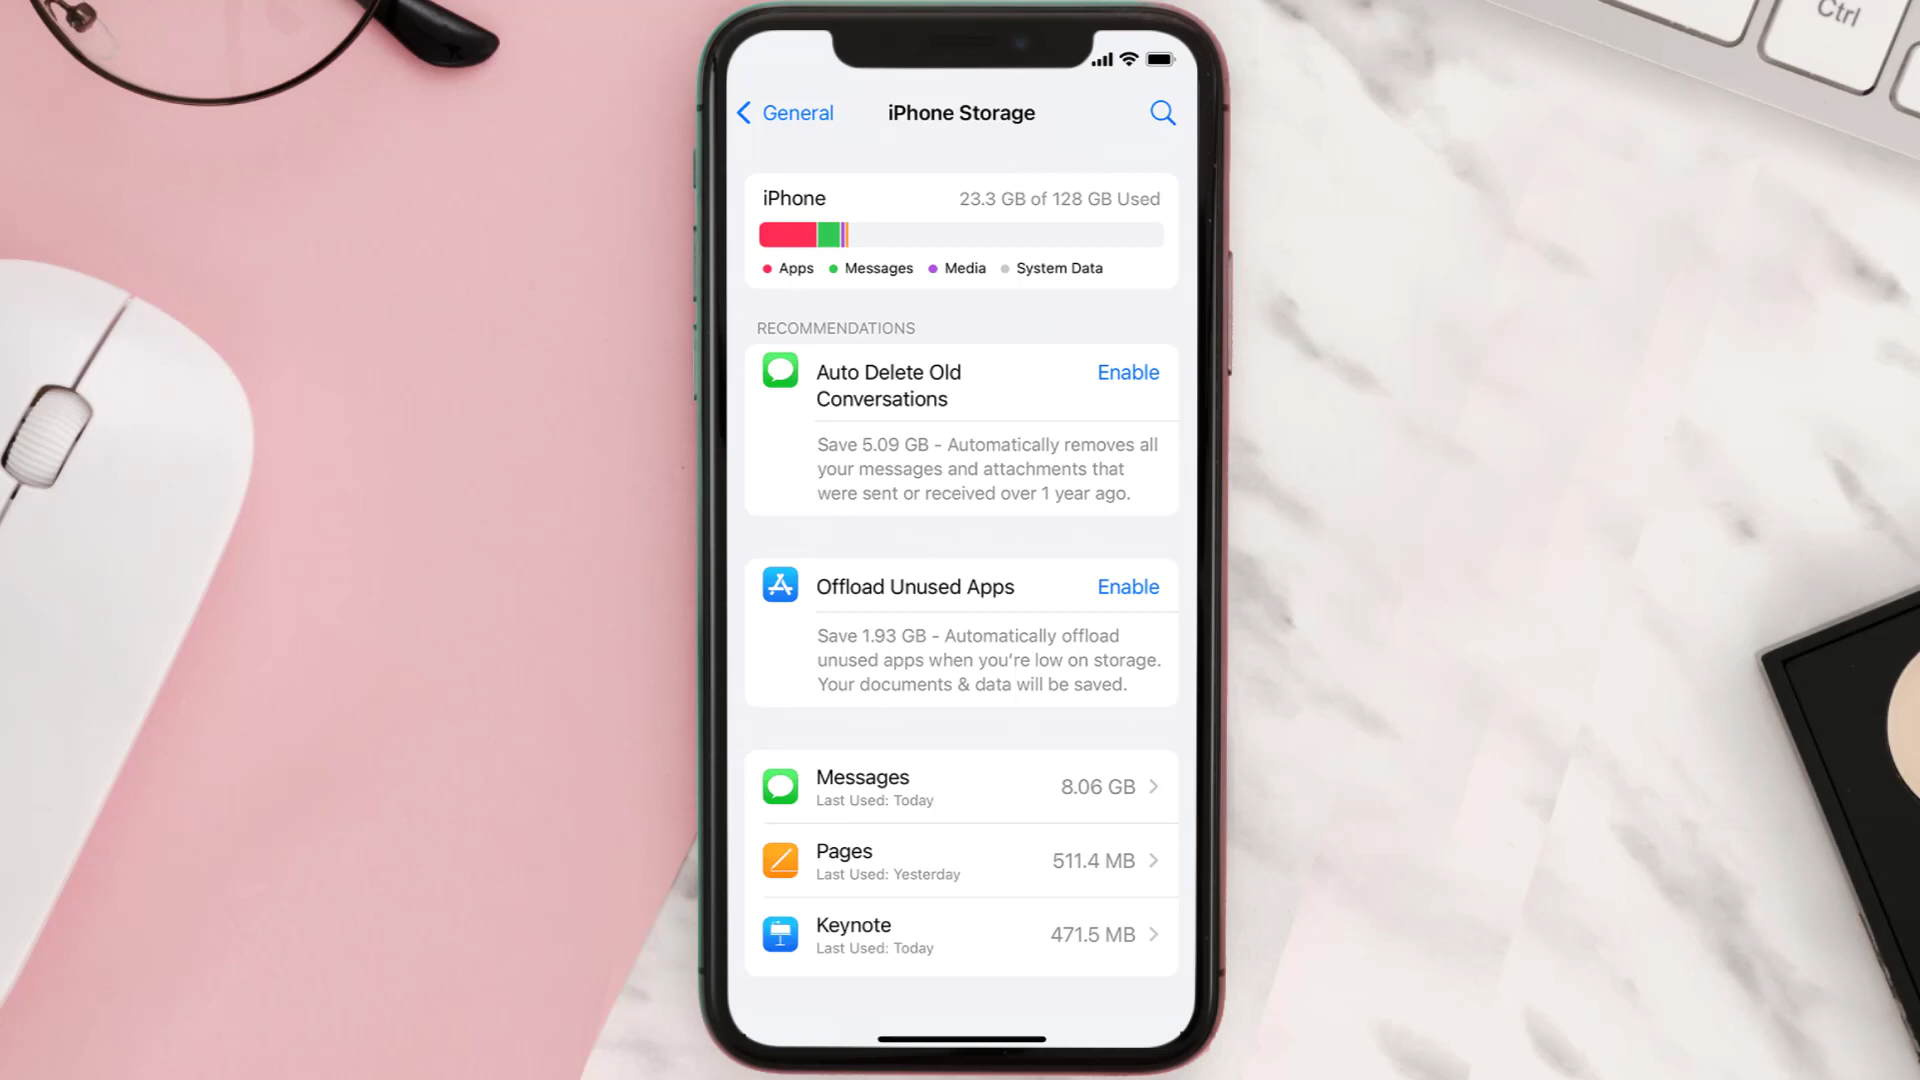 Ctrl
General
iPhone Storage
iPhone
23.3 GB of 128 GB Used
Apps
Messages
Media
System Data
RECOMMENDATIONS
Auto Delete Old
Conversations
Enable
Save 5.09 GB - Automatically removes all
your messages and attachments that
were sent or received over 1 year ago.
Offload Unused Apps
Enable
Save 1.93 GB - Automatically offload
unused apps when you're low on storage.
Your documents & data will be saved.
Messages
8.06 GB
Last Used: Today
Pages
511.4 MB
Last Used: Yesterday
Keynote
471.5 MB
Last Used: Today